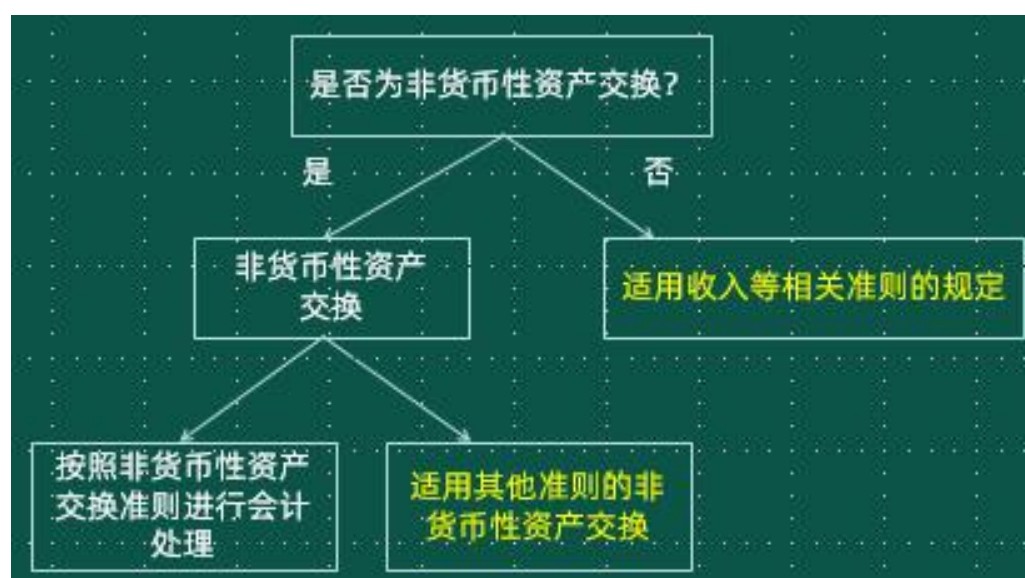 是否为非货币性资产交换?
是
否
非货币性资产
交换
适用收入等相关准则的规定
按照非货币性资产
交换准则进行会计
处理
适用其他准则的非
货币性资产交换